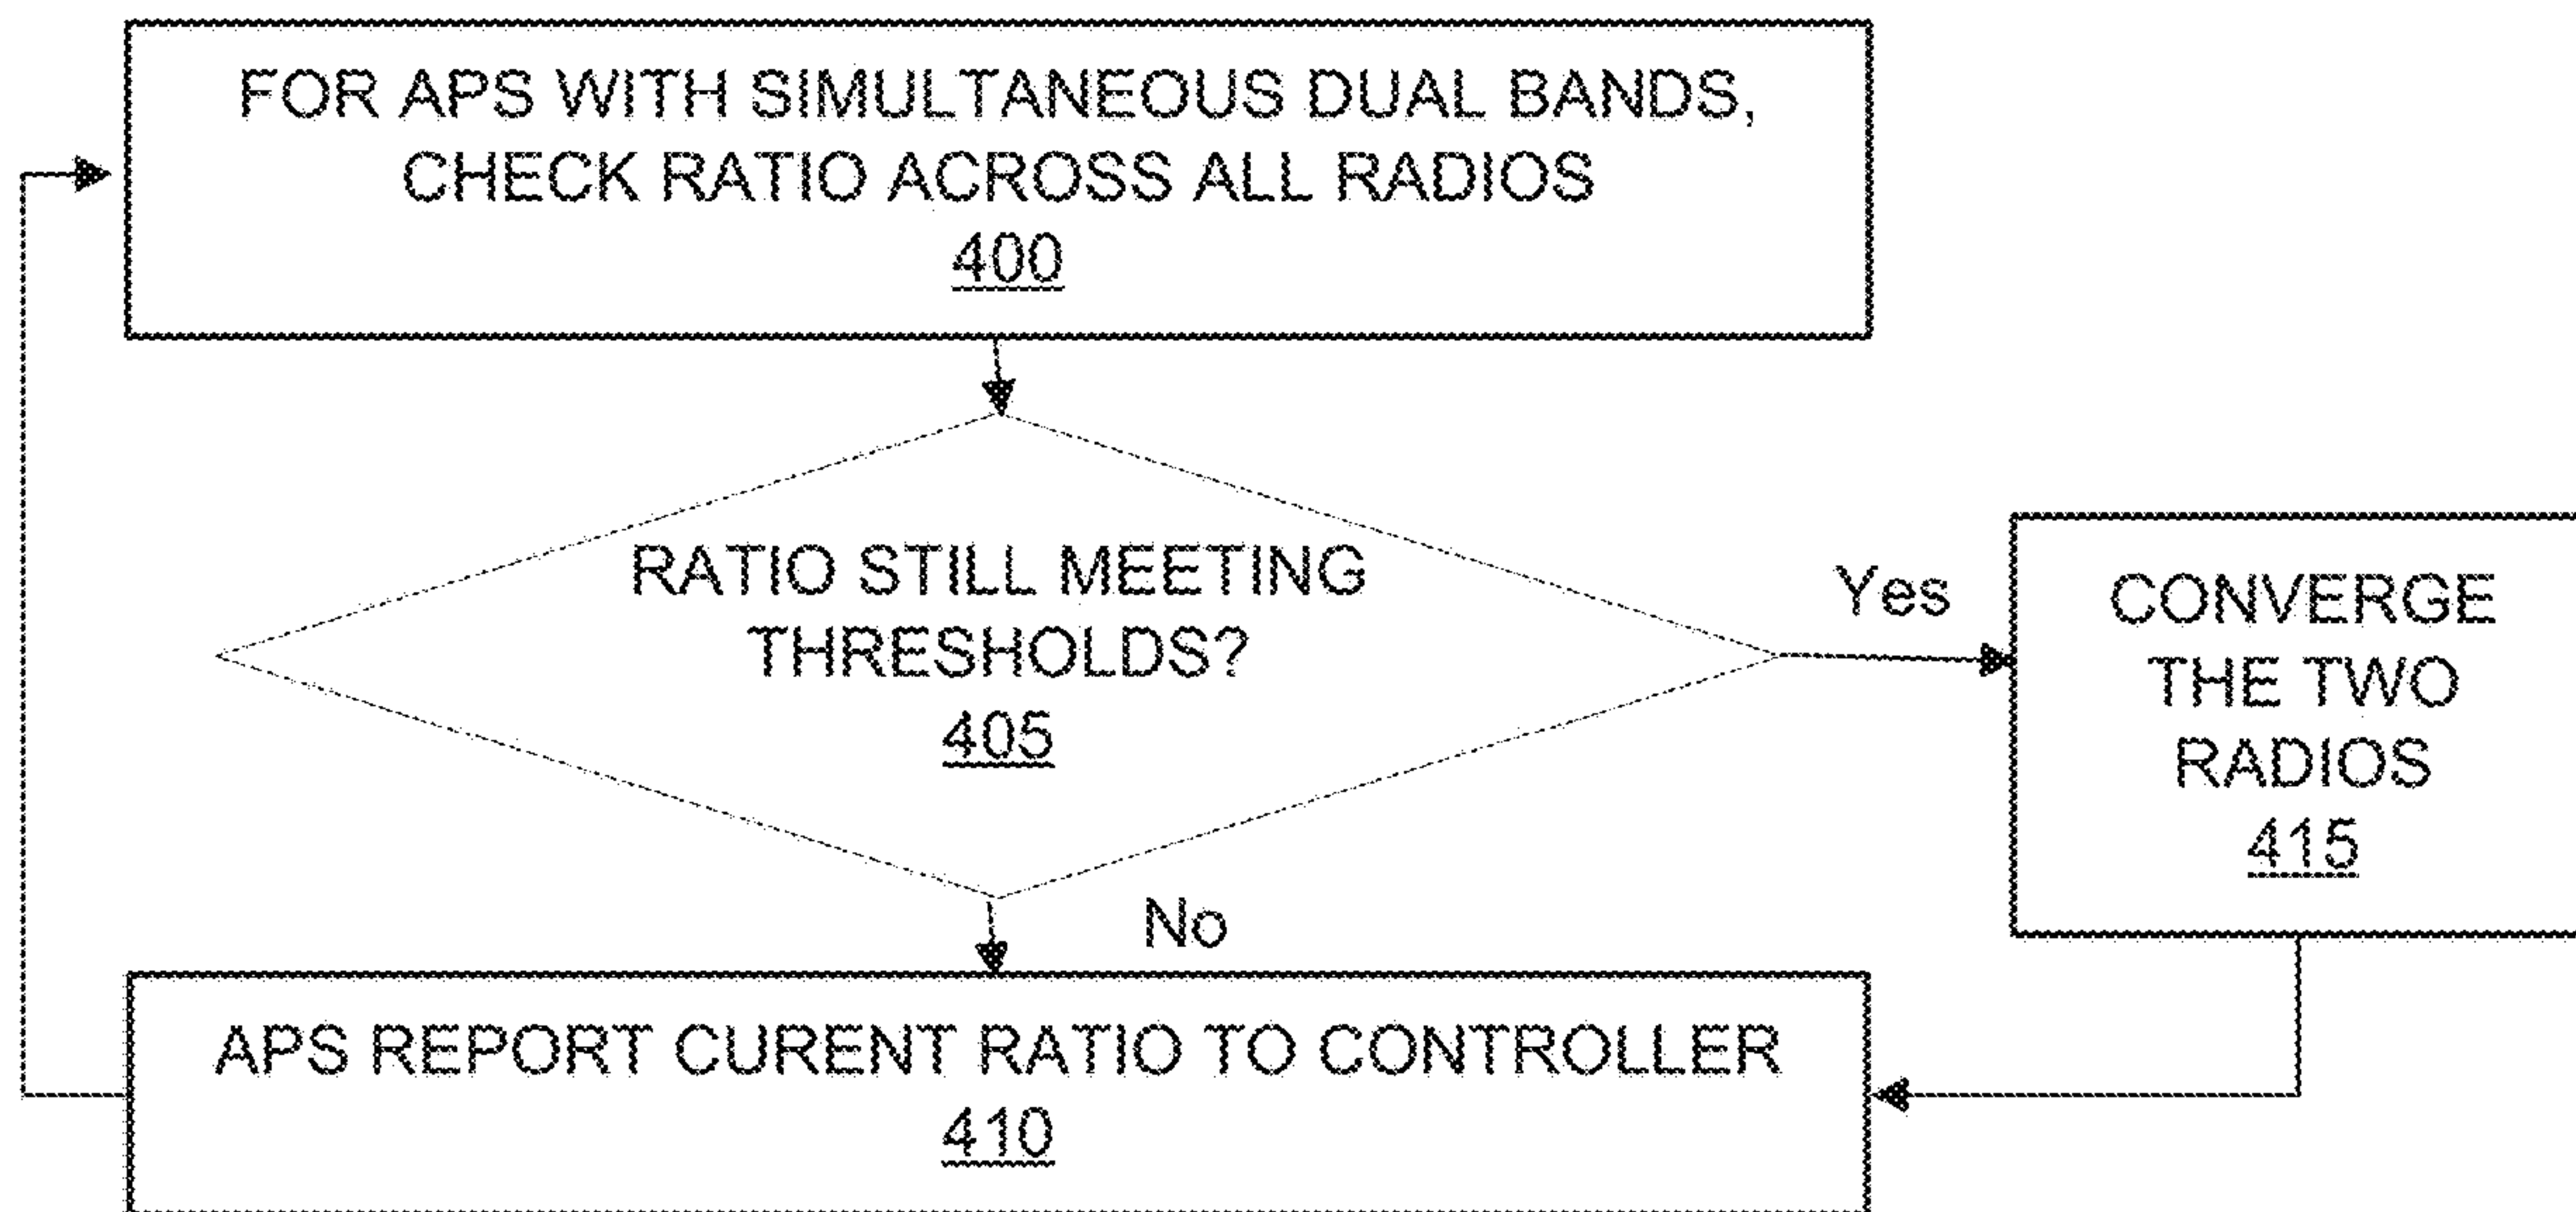 FOR APS WITH SIMULTANEOUS DUAL BANDS,
CHECK RATIO ACROSS ALL RADIOS
400
RATIO STILL MEETING
THRESHOLDS?
405
Yes
CONVERGE
THE TWO
RADIOS
415
No
APS REPORT CURENT RATIO TO CONTROLLER
410